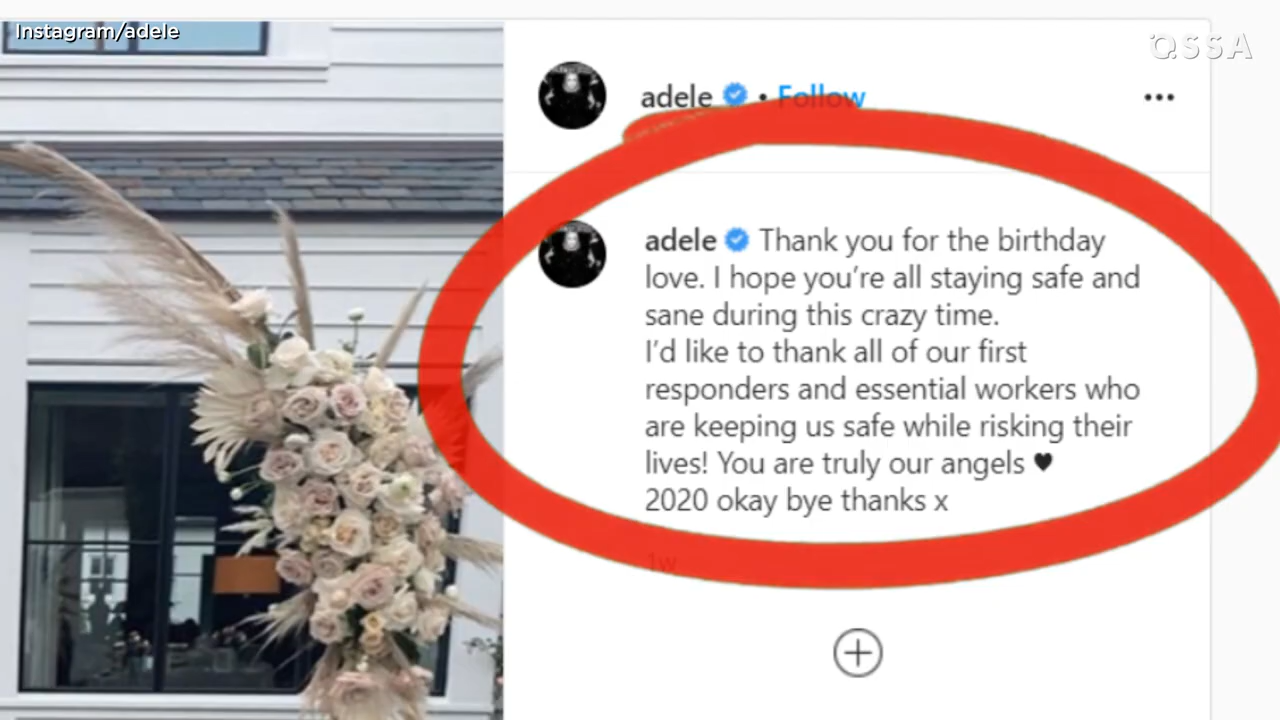 Instagram/adele
QSSA
adele • Follow
adele Thank you for the birthday
love. I hope you're all staying safe and
sane during this crazy time.
I'd like to thank all of our first
responders and essential workers who
are keeping us safe while risking their
lives! You are truly our angels ♥
2020 okay bye thanks x
1w